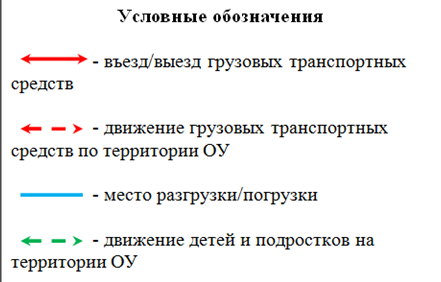 Условные обозначения
- въезд/выезд грузовых транспортных
средств
- движение грузовых транспортных
средств по территории ОУ
- место разгрузки/погрузки
- движение детей и подростков на
территории ОУ